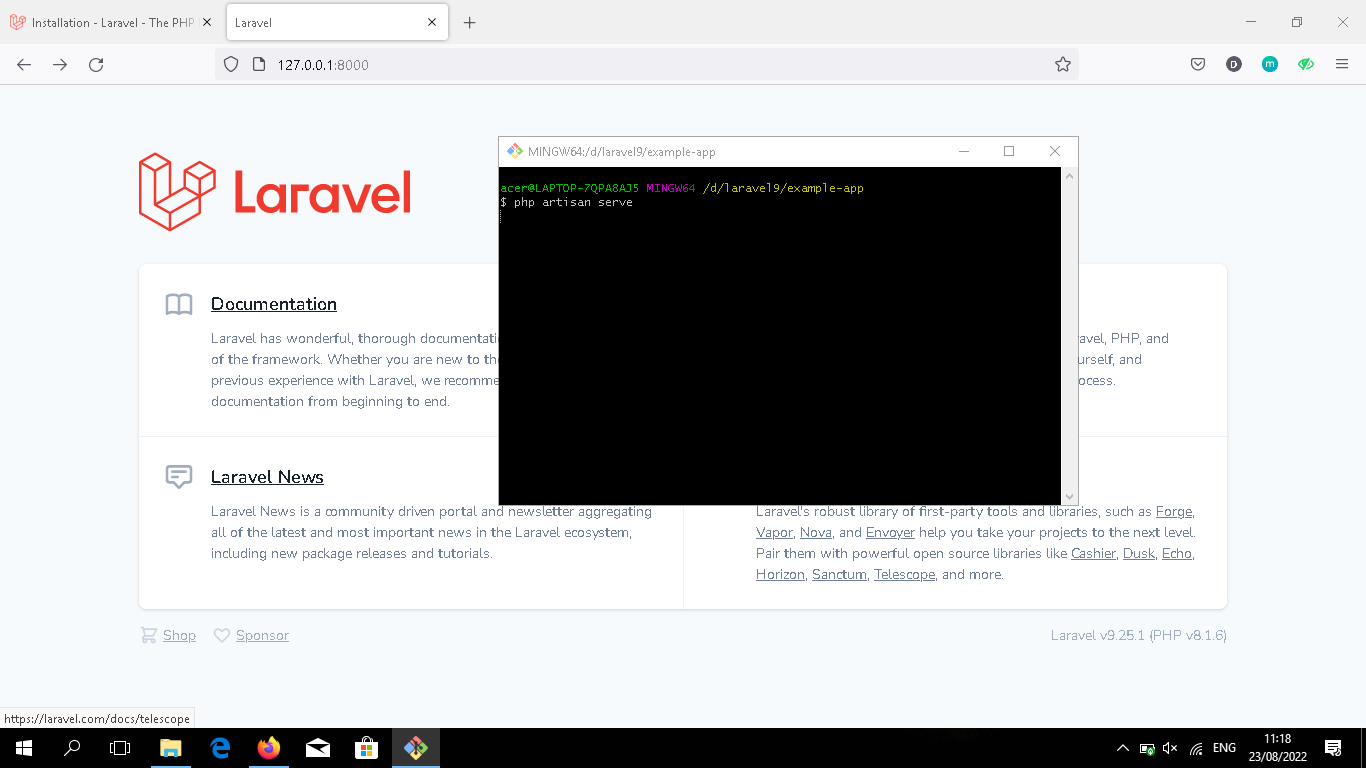 Installation - Laravel - The PHP
Laravel
127.0.0.1:8000
D
m
Laravel
MINGW64:/d/laravel9/example-app
acer@LAPTOP-7QPA8AJ5 MINGW64 /d/laravel9/example-app
$ php artisan serve
Documentation
Laravel has wonderful, thorough documentati
of the framework. Whether you are new to th
previous experience with Laravel, we recomme
documentation from beginning to end.
avel, PHP, and
urself, and
ocess.
Laravel News
Laravel News is a community driven portal and newsletter aggregating
all of the latest and most important news in the Laravel ecosystem,
including new package releases and tutorials.
Laravel's robust library of first-party tools and libraries, such as Forge,
Vapor, Nova, and Envoyer help you take your projects to the next level.
Pair them with powerful open source libraries like Cashier, Dusk, Echo,
Horizon, Sanctum, Telescope, and more.
Shop
Sponsor
Laravel v9.25.1 (PHP v8.1.6)
https://laravel.com/docs/telescope
ENG
11:18
23/08/2022